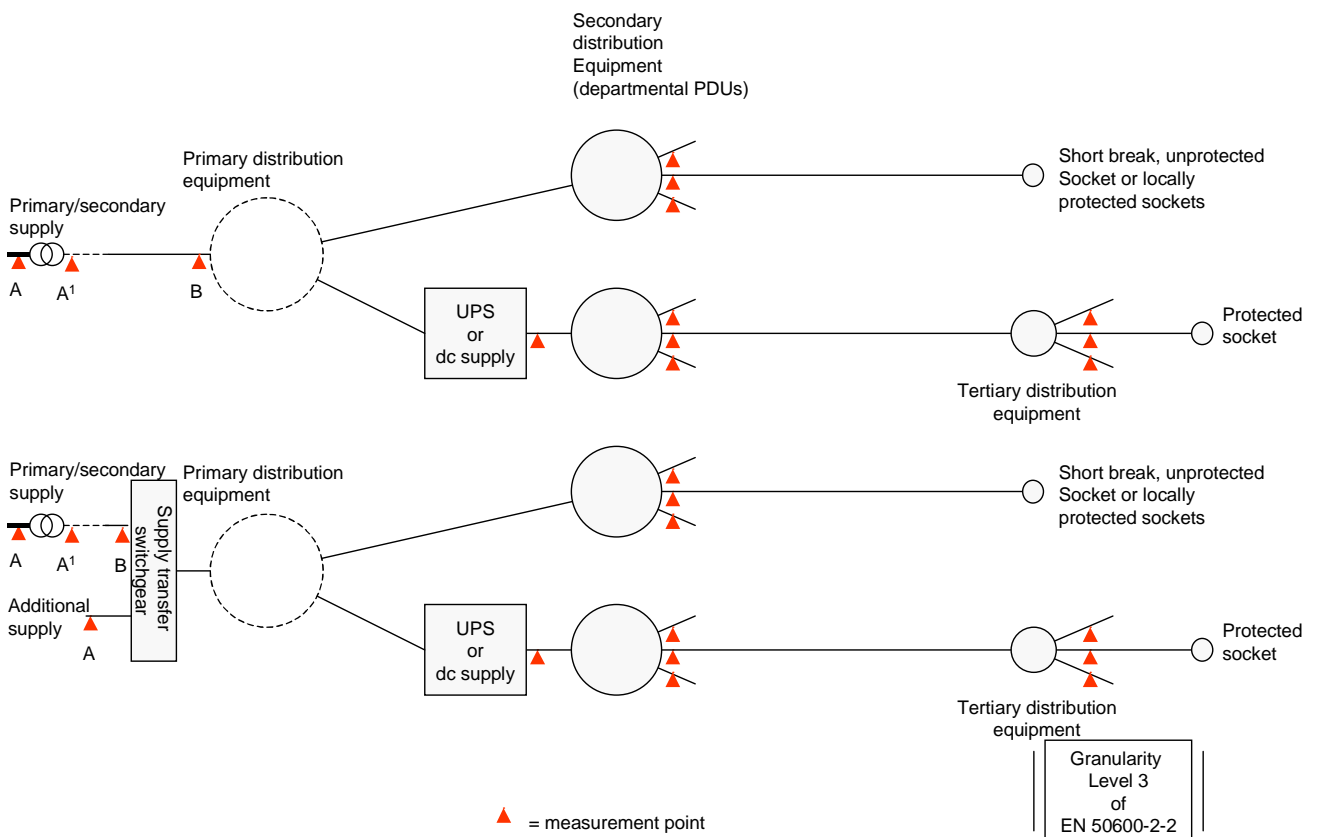 Secondary
distribution
Equipment
(departmental PDUs)
Primary distribution
equipment
Short break, unprotected
Socket or locally
protected sockets
Primary/secondary
supply
A
A¹
B
UPS
or
dc supply
Protected
socket
Tertiary distribution
equipment
Primary/secondary
supply
Primary distribution
equipment
Short break, unprotected
Socket or locally
protected sockets
Supply transfer
switchgear
A
A¹
B
Additional
supply
A
UPS
or
dc supply
Protected
socket
Tertiary distribution
equipment
Granularity
Level 3
of
EN 50600-2-2
= measurement point